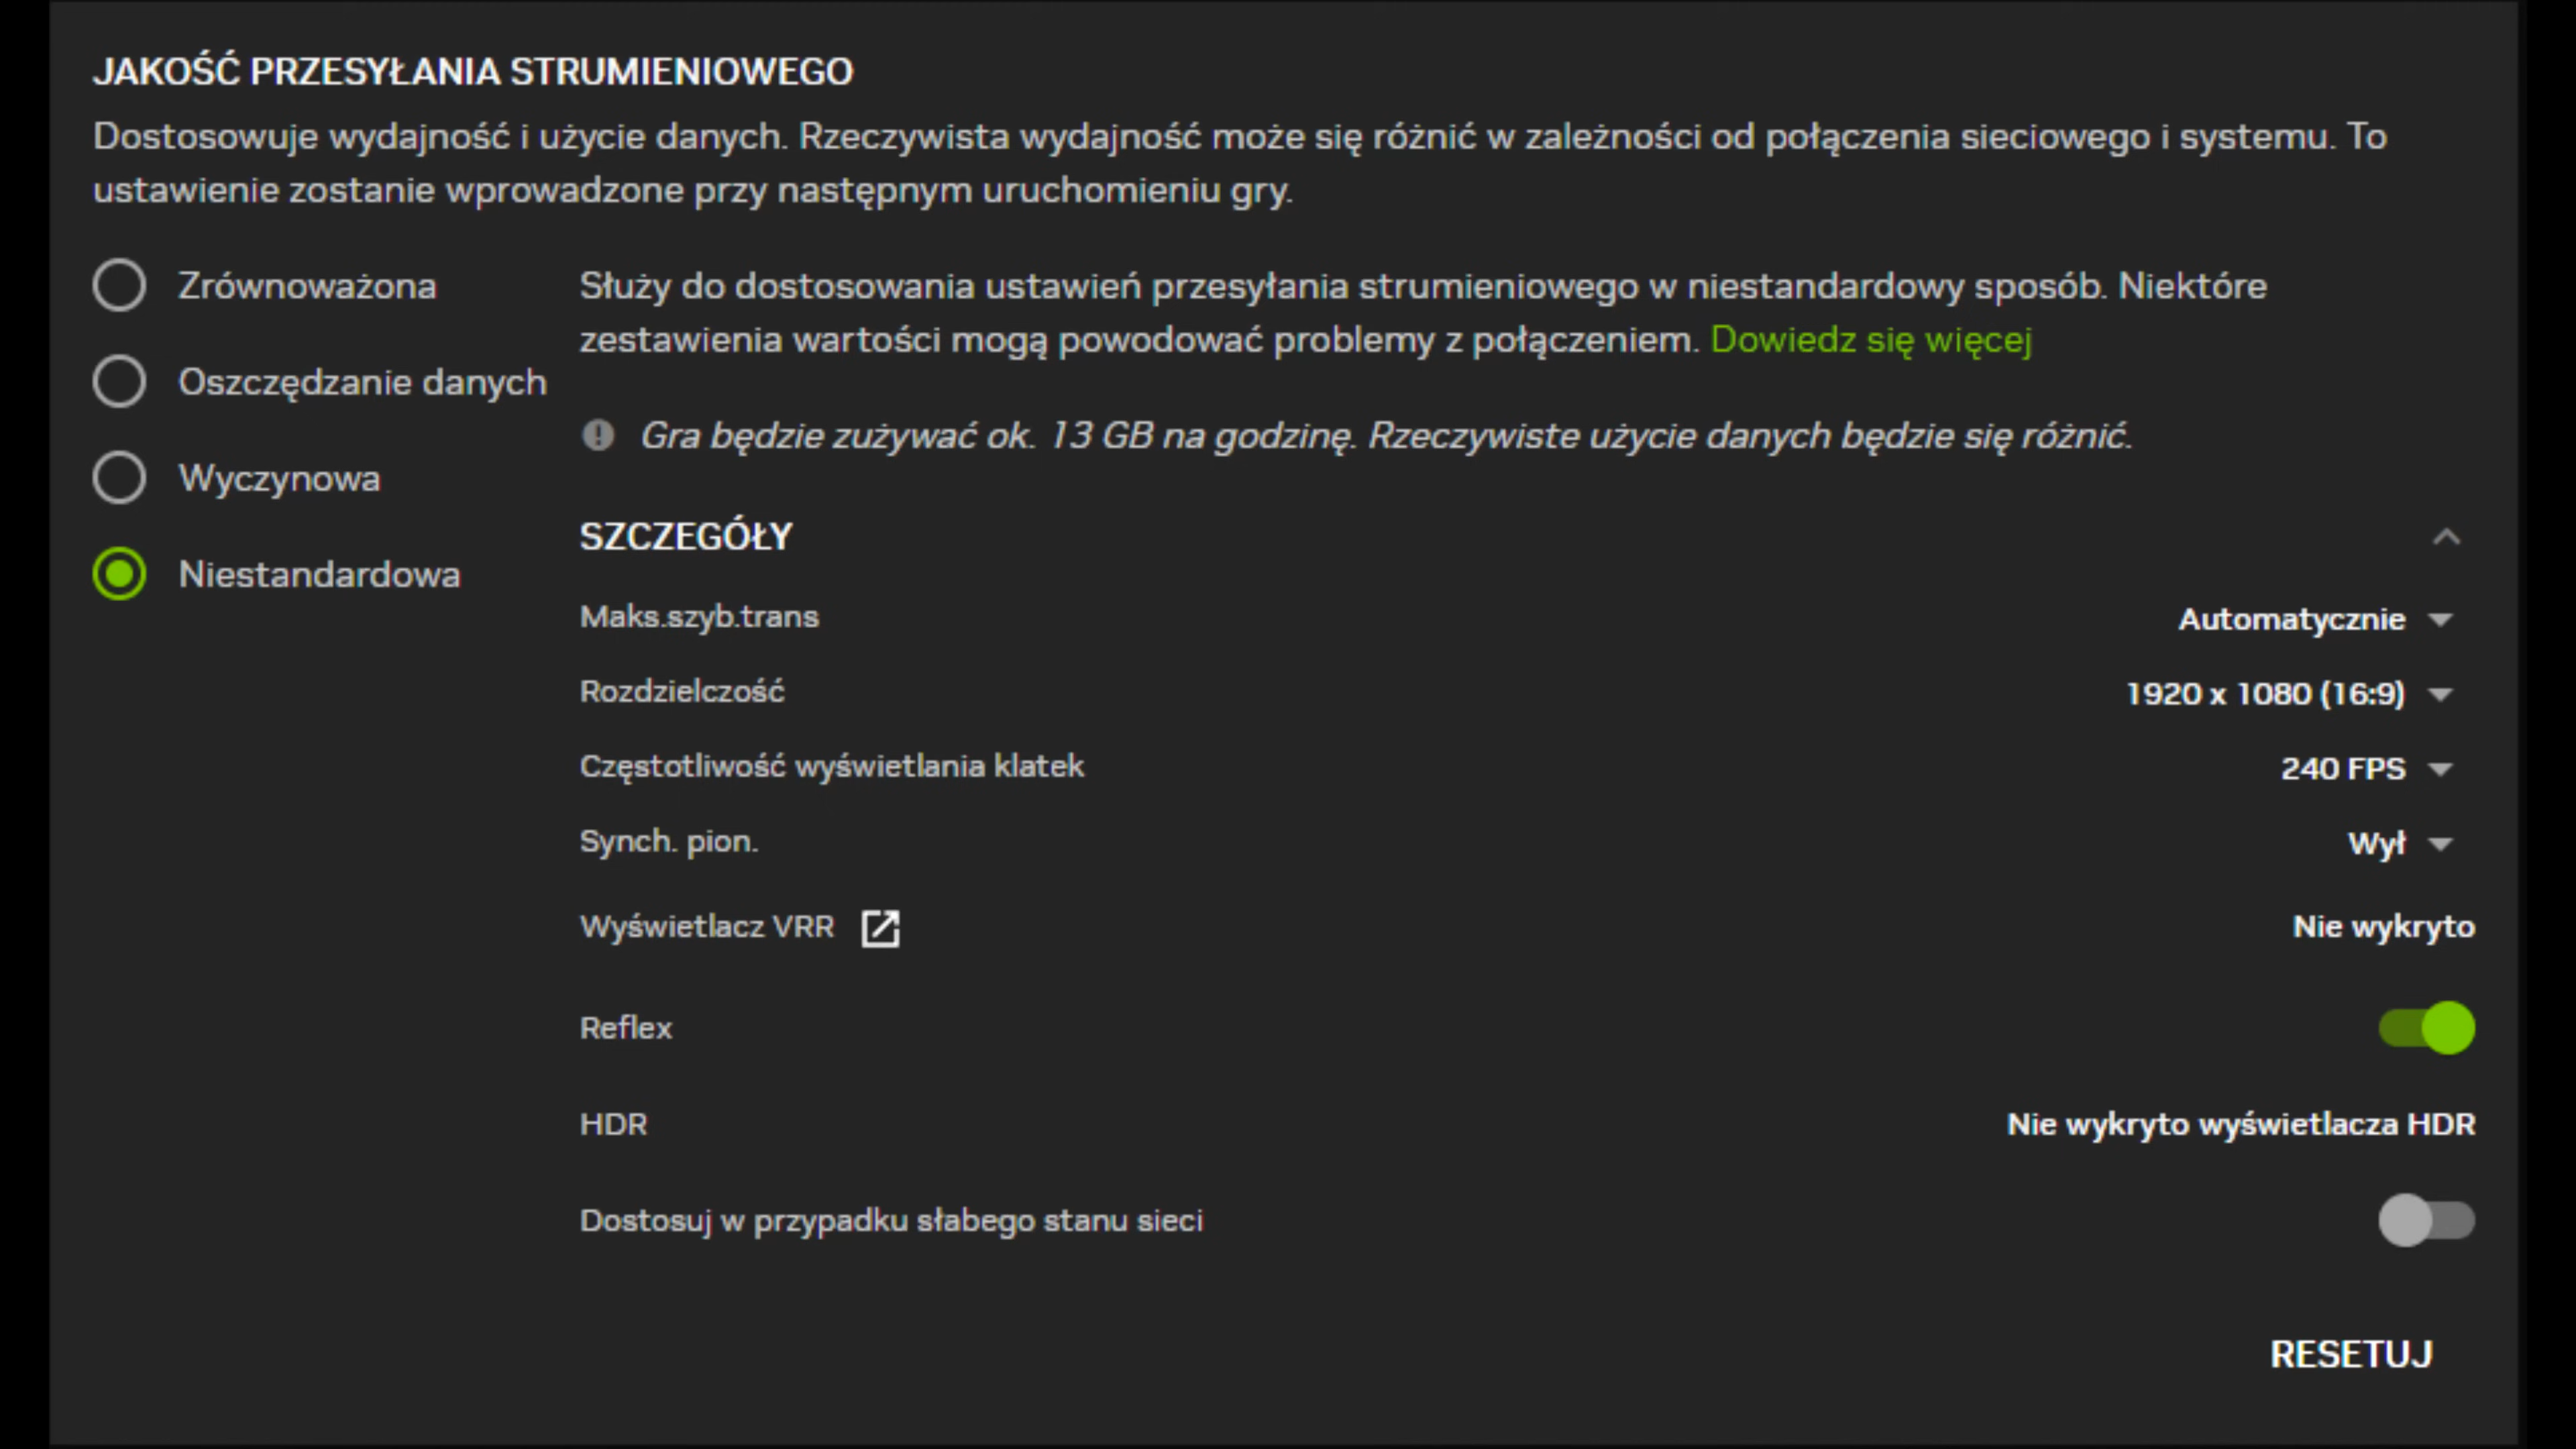 JAKOŚĆ PRZESYŁANIA STRUMIENIOWEGO
Dostosowuje wydajność i użycie danych. Rzeczywista wydajność może się różnić w zależności od połączenia sieciowego i systemu. To
ustawienie zostanie wprowadzone przy następnym uruchomieniu gry.
Zrównoważona
Oszczędzanie danych
Wyczynowa
Niestandardowa
Służy do dostosowania ustawień przesyłania strumieniowego w niestandardowy sposób. Niektóre
zestawienia wartości mogą powodować problemy z połączeniem. Dowiedz się więcej
Gra będzie zużywać ok. 13 GB na godzinę. Rzeczywiste użycie danych będzie się różnić.
SZCZEGÓŁY
Maks.szyb.trans Automatycznie
Rozdzielczość 1920 x 1080 (16:9)
Częstotliwość wyświetlania klatek 240 FPS
Synch. pion. Wył
Wyświetlacz VRR Nie wykryto
Reflex
HDR Nie wykryto wyświetlacza HDR
Dostosuj w przypadku słabego stanu sieci
RESETUJ